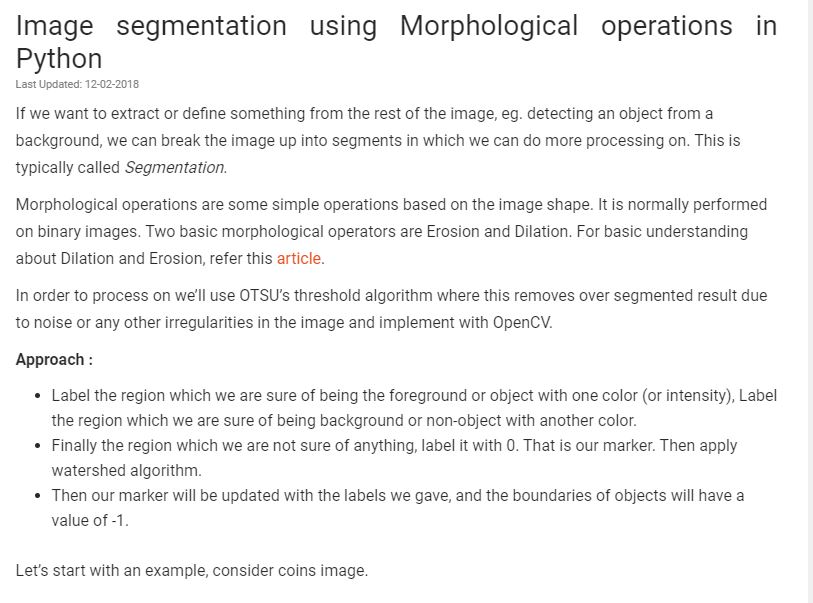 Image segmentation using Morphological operations in
Python
Last Updated: 12-02-2018
If we want to extract or define something from the rest of the image, eg. detecting an object from a
background, we can break the image up into segments in which we can do more processing on. This is
typically called Segmentation.
Morphological operations are some simple operations based on the image shape. It is normally performed
on binary images. Two basic morphological operators are Erosion and Dilation. For basic understanding
about Dilation and Erosion, refer this article.
In order to process on we’ll use OTSU’s threshold algorithm where this removes over segmented result due
to noise or any other irregularities in the image and implement with OpenCV.
Approach :
• Label the region which we are sure of being the foreground or object with one color (or intensity), Label
the region which we are sure of being background or non-object with another color.
• Finally the region which we are not sure of anything, label it with 0. That is our marker. Then apply
watershed algorithm.
• Then our marker will be updated with the labels we gave, and the boundaries of objects will have a
value of -1.
Let’s start with an example, consider coins image.